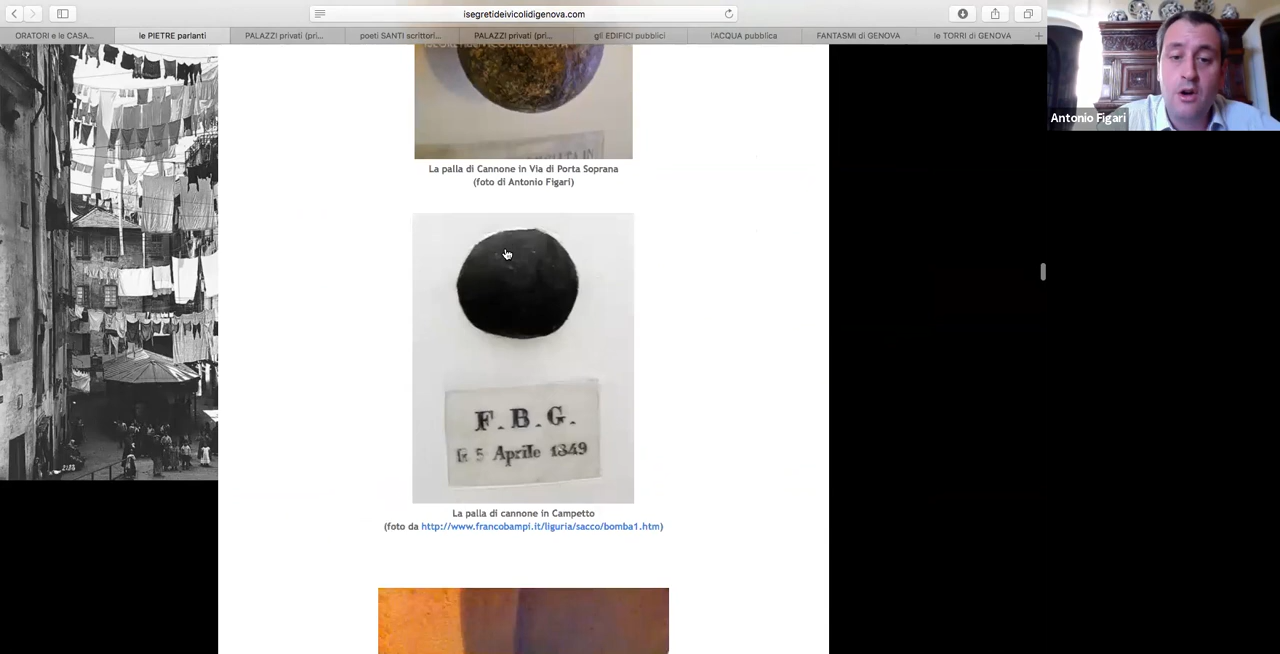 isegretideivicolidigenova.com
ORATORI e le CASA...
le PIETRE parlanti
PALAZZI privati (pri...
poeti SANTI scrittori...
PALAZZI privati (pri...
gli EDIFICI pubblici
l'ACQUA pubblica
FANTASMI di GENOVA
le TORRI di GENOVA
Antonio Figari
La palla di Cannone in Via di Porta Soprana
(foto di Antonio Figari)
F.B.G.
5 Aprile 1849
La palla di cannone in Campetto
(foto da http://www.francobampi.it/liguria/sacco/bomba1.htm)